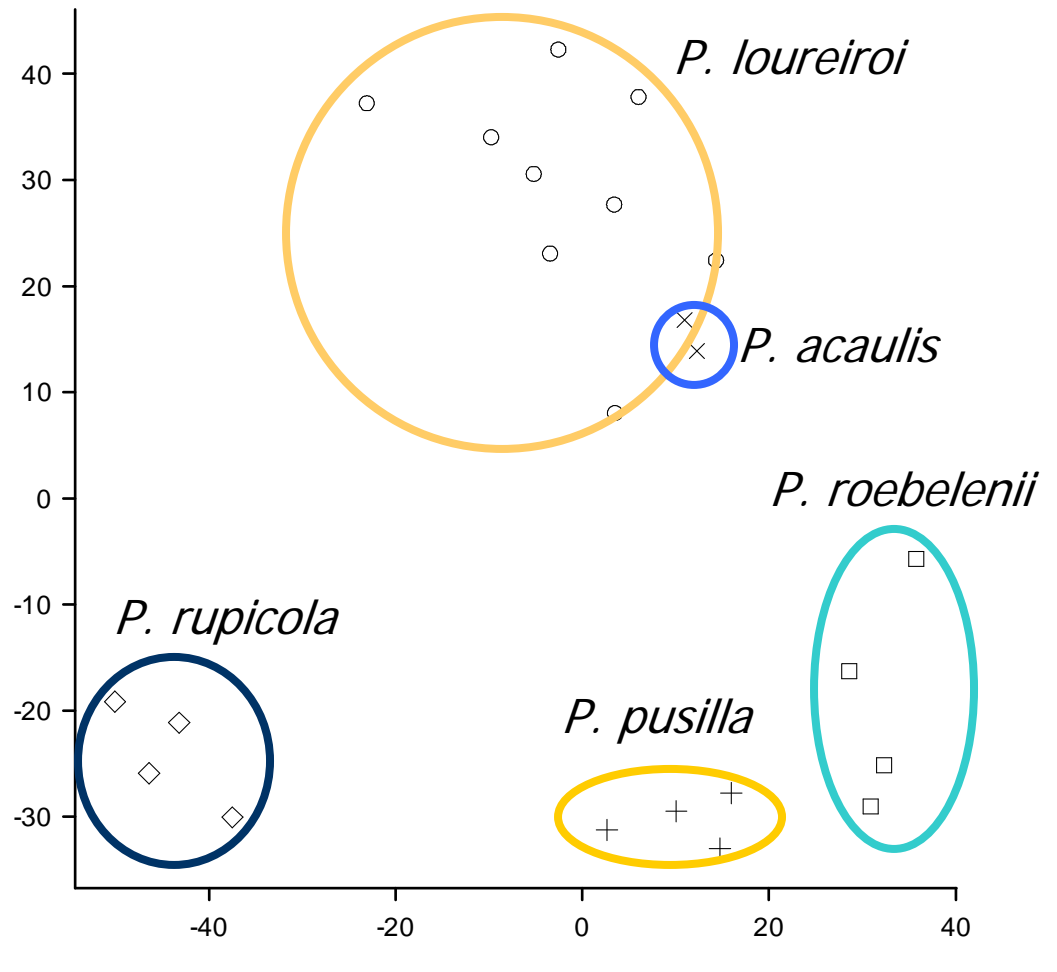 P. loureiroi
40
30
20
P. acaulis
10
0
P. roebelenii
-10
P. rupicola
-20
P. pusilla
-30
-40
-20
0
20
40